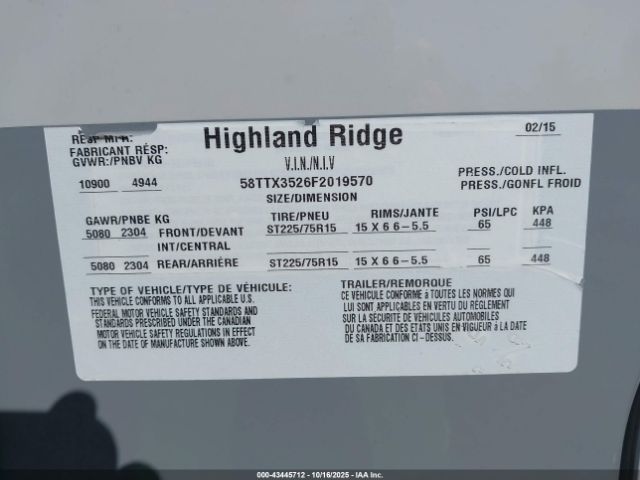 RESP MFR: Highland Ridge 02/15
FABRICANT RÉSP:
GVWR:/PNBV KG V.I.N./N.I.V
10900 4944 58TTX3526F2019570 PRESS./COLD INFL.
SIZE/DIMENSION PRESS./GONFL FROID
GAWR/PNBE KG TIRE/PNEU RIMS/JANTE PSI/LPC KPA
5080 2304 FRONT/DEVANT ST225/75R15 15 X 6 6-5.5 65 448
INT/CENTRAL
5080 2304 REAR/ARRIÈRE ST225/75R15 15 X 6 6-5.5 65 448
TYPE OF VEHICLE/TYPE DE VEHICULE: TRAILER/REMORQUE
THIS VEHICLE CONFORMS TO ALL APPLICABLE U.S.
FEDERAL MOTOR VEHICLE SAFETY STANDARDS AND
STANDARDS PRESCRIBED UNDER THE CANADIAN
MOTOR VEHICLE SAFETY REGULATIONS IN EFFECT
ON THE DATE OF MANUFACTURE SHOWN ABOVE.
CE VEHICULE CONFORME à TOUTES LES NORMES QUI
LUI SONT APPLICABLES EN VERTU DU RÉGLEMENT
SUR LA SECURITE DE VEHICULES AUTOMOBILES
DU CANADA ET DES ETATS UNIS EN VIGUEUR à LA DATE
DE SA FABRICATION CI - DESSUS.
000-43445712 | 10/16/2025 | IAA Inc.